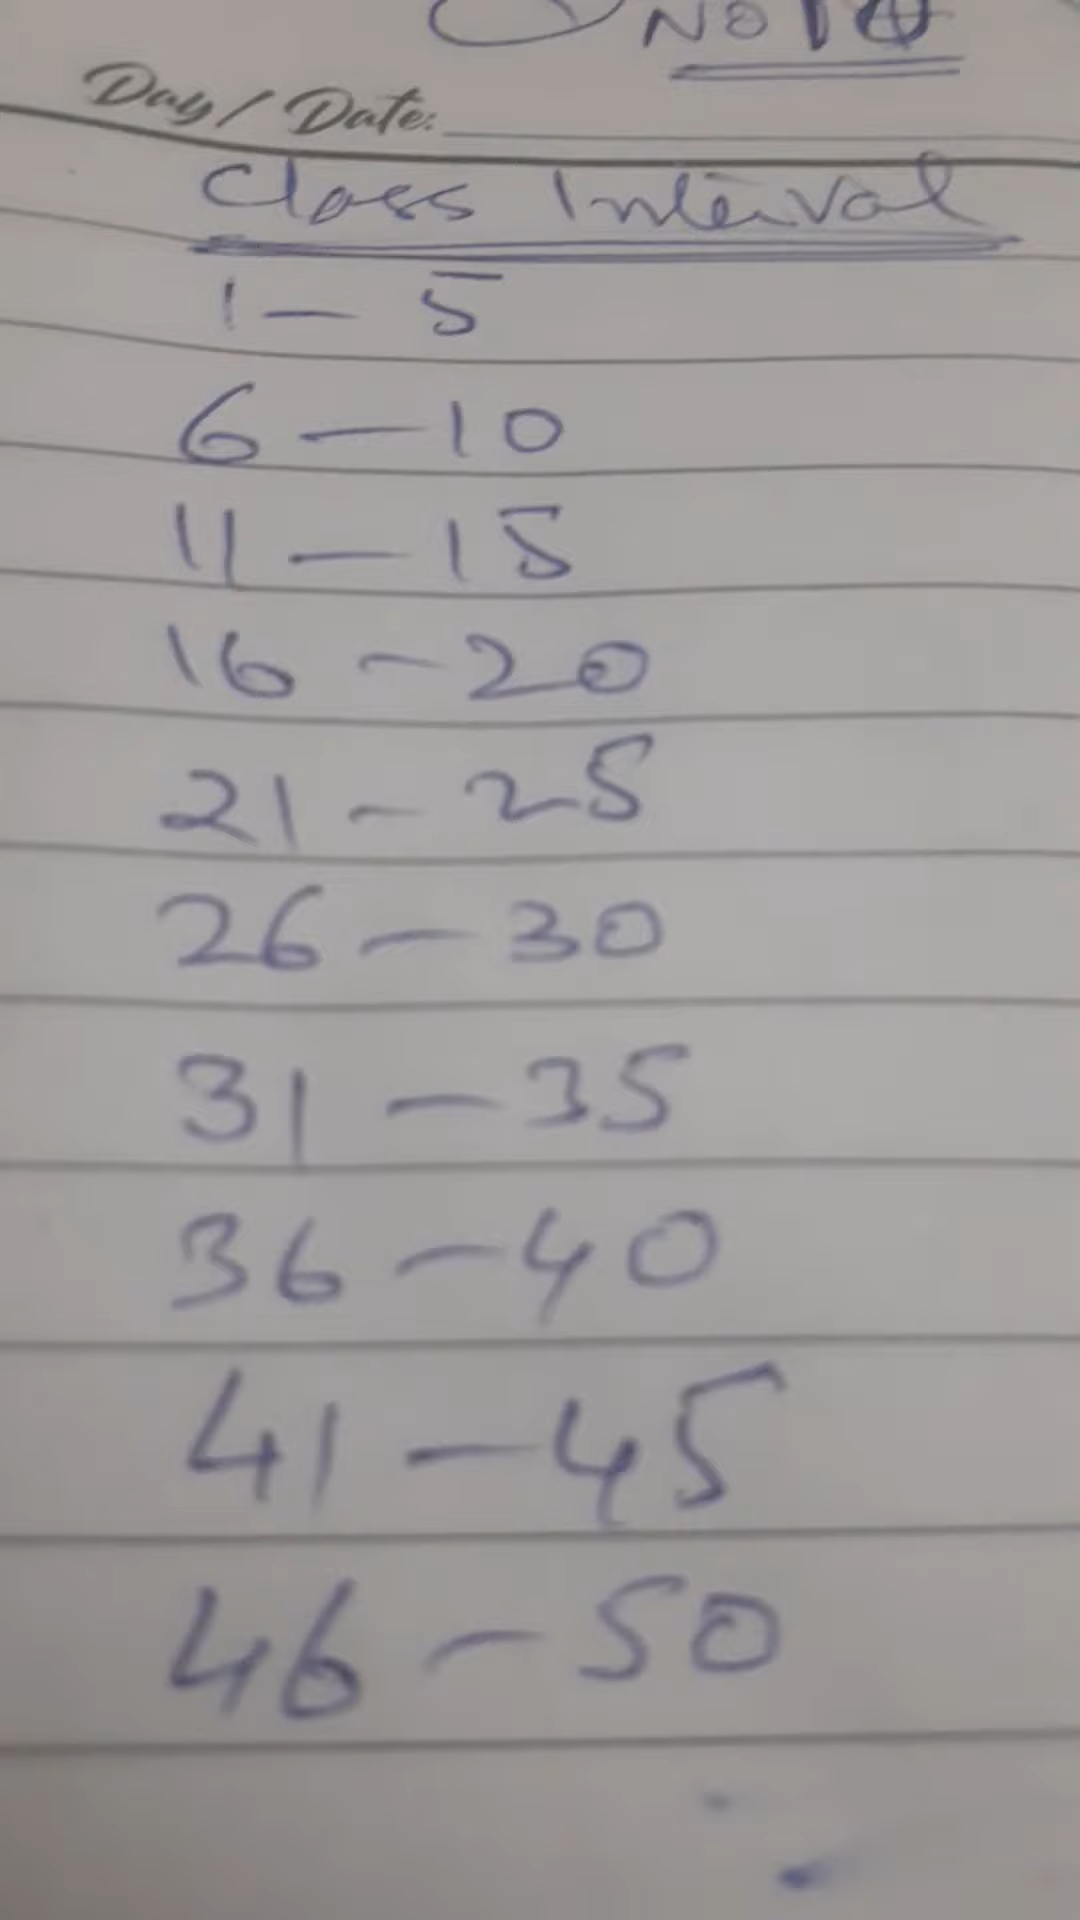 No
Day/Date:
Class Interval
1 — 5
6 — 10
11 — 15
16 — 20
21 — 25
26 — 30
31 — 35
36 — 40
41 — 45
46 — 50